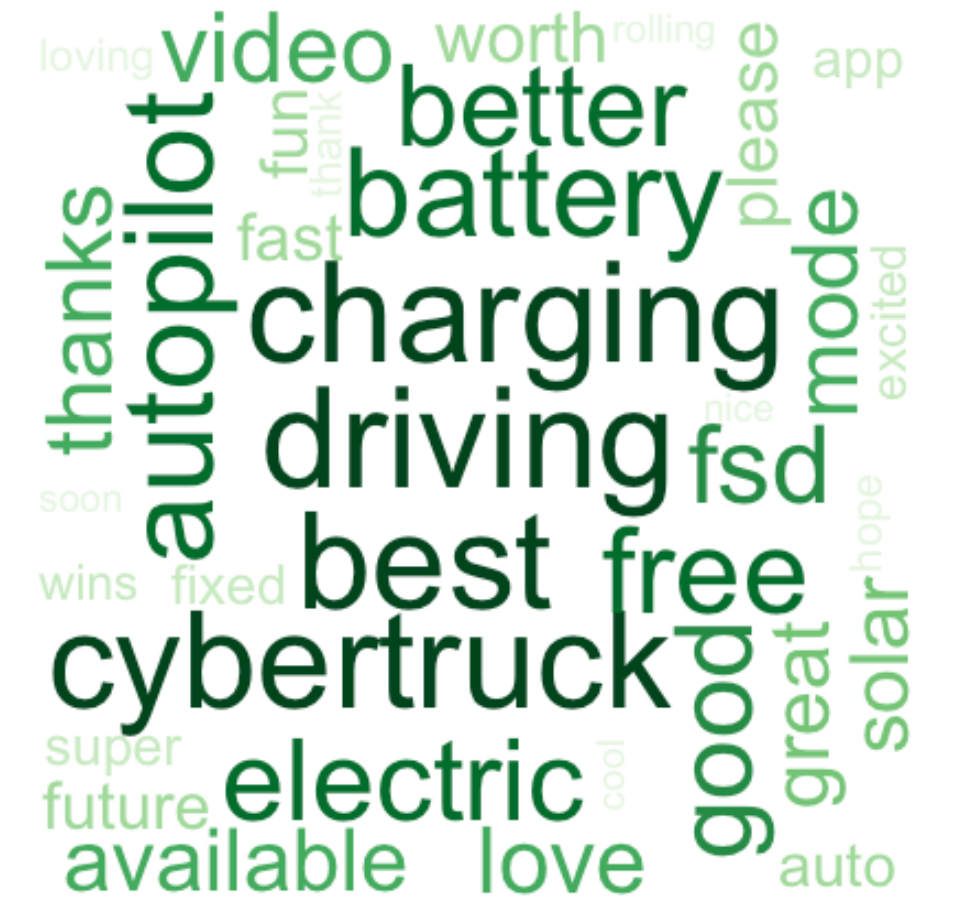 loving
video
worth
rolling
please
app
autopilot
fun
thank
better
battery
thanks
fast
mode
excited
charging
driving
nice
fsd
soon
hope
best
free
wins
fixed
solar
cybertruck
good
great
super
electric
cool
future
available
love
auto